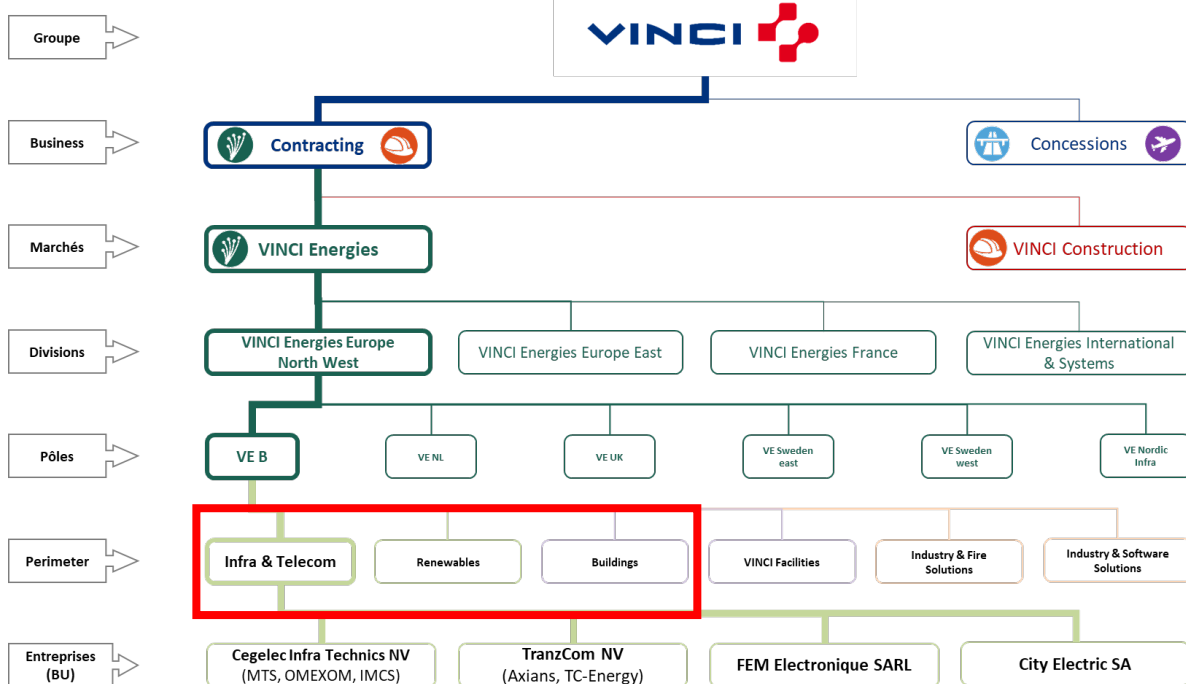 Groupe
VINCI
Business
Contracting
Concessions
Marchés
VINCI Energies
VINCI Construction
Divisions
VINCI Energies Europe
North West
VINCI Energies Europe East
VINCI Energies France
VINCI Energies International
& Systems
Pôles
VE B
VE NL
VE UK
VE Sweden
east
VE Sweden
west
VE Nordic
Infra
Perimeter
Infra & Telecom
Renewables
Buildings
VINCI Facilities
Industry & Fire
Solutions
Industry & Software
Solutions
Entreprises
(BU)
Cegelec Infra Technics NV
(MTS, OMEXOM, IMCS)
TranzCom NV
(Axians, TC-Energy)
FEM Electronique SARL
City Electric SA